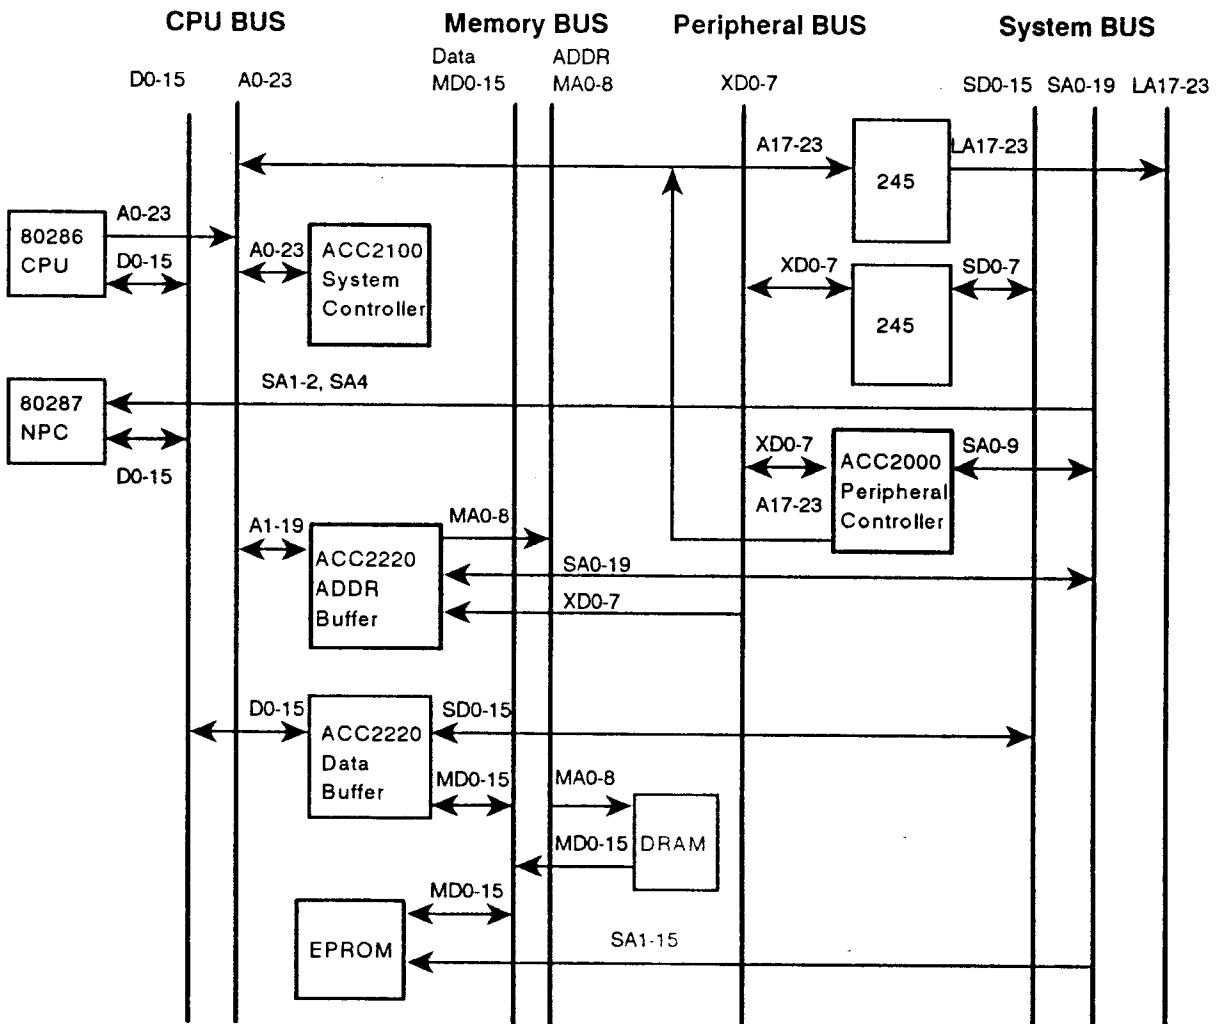 CPU BUS
Memory BUS
Peripheral BUS
System BUS
Data
ADDR
D0-15
A0-23
MD0-15
MA0-8
XD0-7
SD0-15
SA0-19
LA17-23
A17-23
245
LA17-23
80286
CPU
A0-23
D0-15
A0-23
ACC2100
System
Controller
XD0-7
245
SD0-7
80287
NPC
SA1-2, SA4
D0-15
XD0-7
A17-23
ACC2000
Peripheral
Controller
SA0-9
A1-19
ACC2220
ADDR
Buffer
MA0-8
SA0-19
XD0-7
D0-15
ACC2220
Data
Buffer
SD0-15
MD0-15
MA0-8
MD0-15
DRAM
MD0-15
EPROM
SA1-15